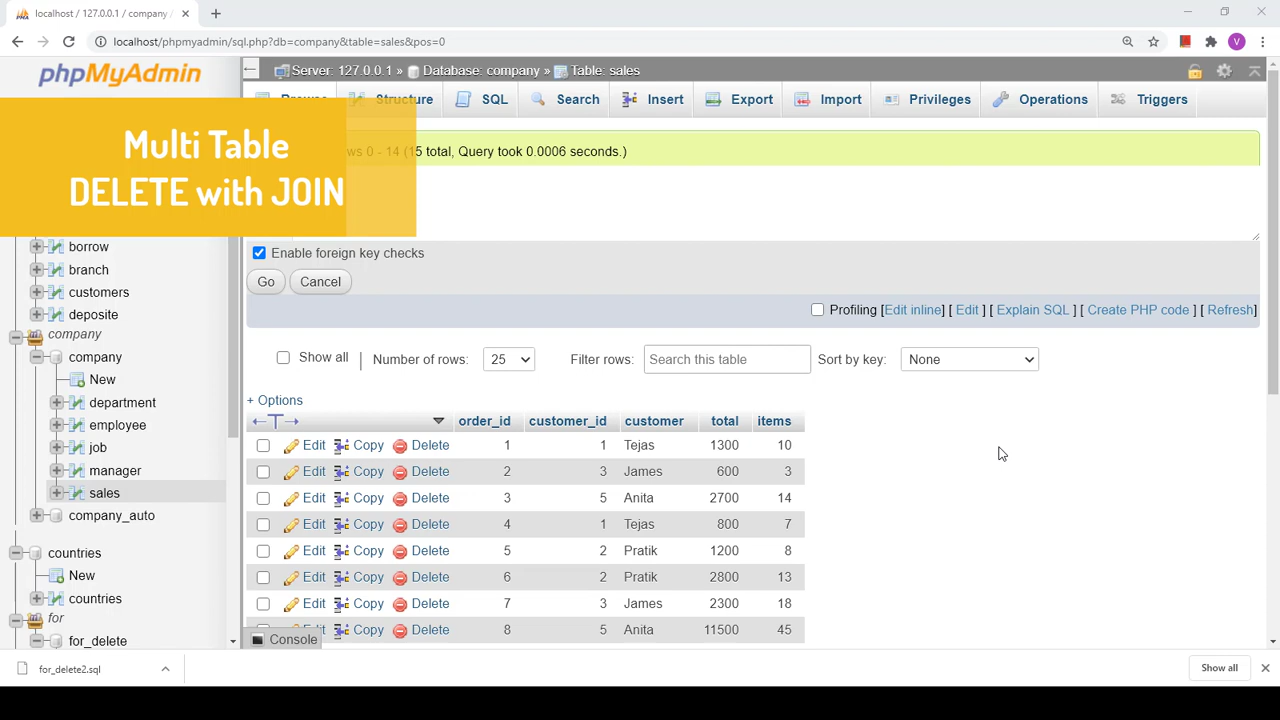 localhost / 127.0.0.1 / company /
localhost/phpmyadmin/sql.php?db=company&table=sales&pos=0
V
phpMyAdmin
Server: 127.0.0.1 » Database: company » Table: sales
Structure SQL Search Insert Export Import Privileges Operations Triggers
Multi Table
DELETE with JOIN
ws 0 - 14 (15 total, Query took 0.0006 seconds.)
borrow
branch
customers
deposite
company
company
New
department
employee
job
manager
sales
company_auto
countries
New
countries
for
for_delete
Enable foreign key checks
Go Cancel
Profiling [Edit inline] [ Edit ] [ Explain SQL ] [ Create PHP code ] [ Refresh]
Show all Number of rows: 25 Filter rows: Search this table Sort by key: None
+ Options
order_id customer_id customer total items
Edit Copy Delete 1 1 Tejas 1300 10
Edit Copy Delete 2 3 James 600 3
Edit Copy Delete 3 5 Anita 2700 14
Edit Copy Delete 4 1 Tejas 800 7
Edit Copy Delete 5 2 Pratik 1200 8
Edit Copy Delete 6 2 Pratik 2800 13
Edit Copy Delete 7 3 James 2300 18
Edit Copy Delete 8 5 Anita 11500 45
Console
for_delete2.sql
Show all